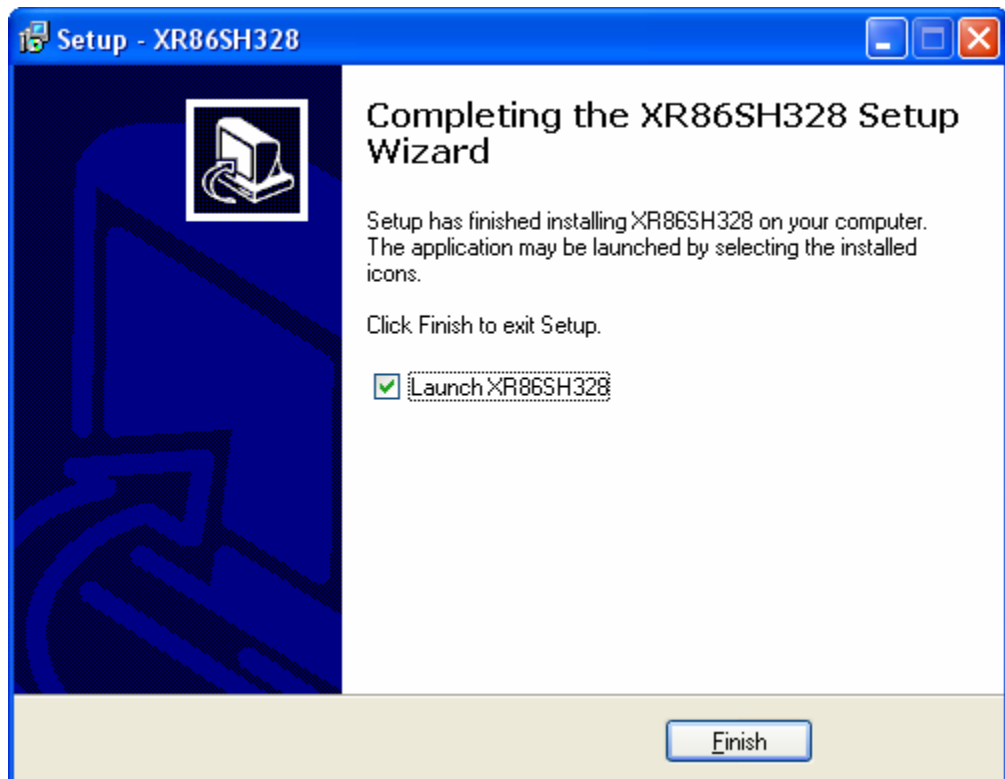 Setup - XR86SH328
Completing the XR86SH328 Setup
Wizard
Setup has finished installing XR86SH328 on your computer.
The application may be launched by selecting the installed
icons.
Click Finish to exit Setup.
Launch XR86SH328
Finish